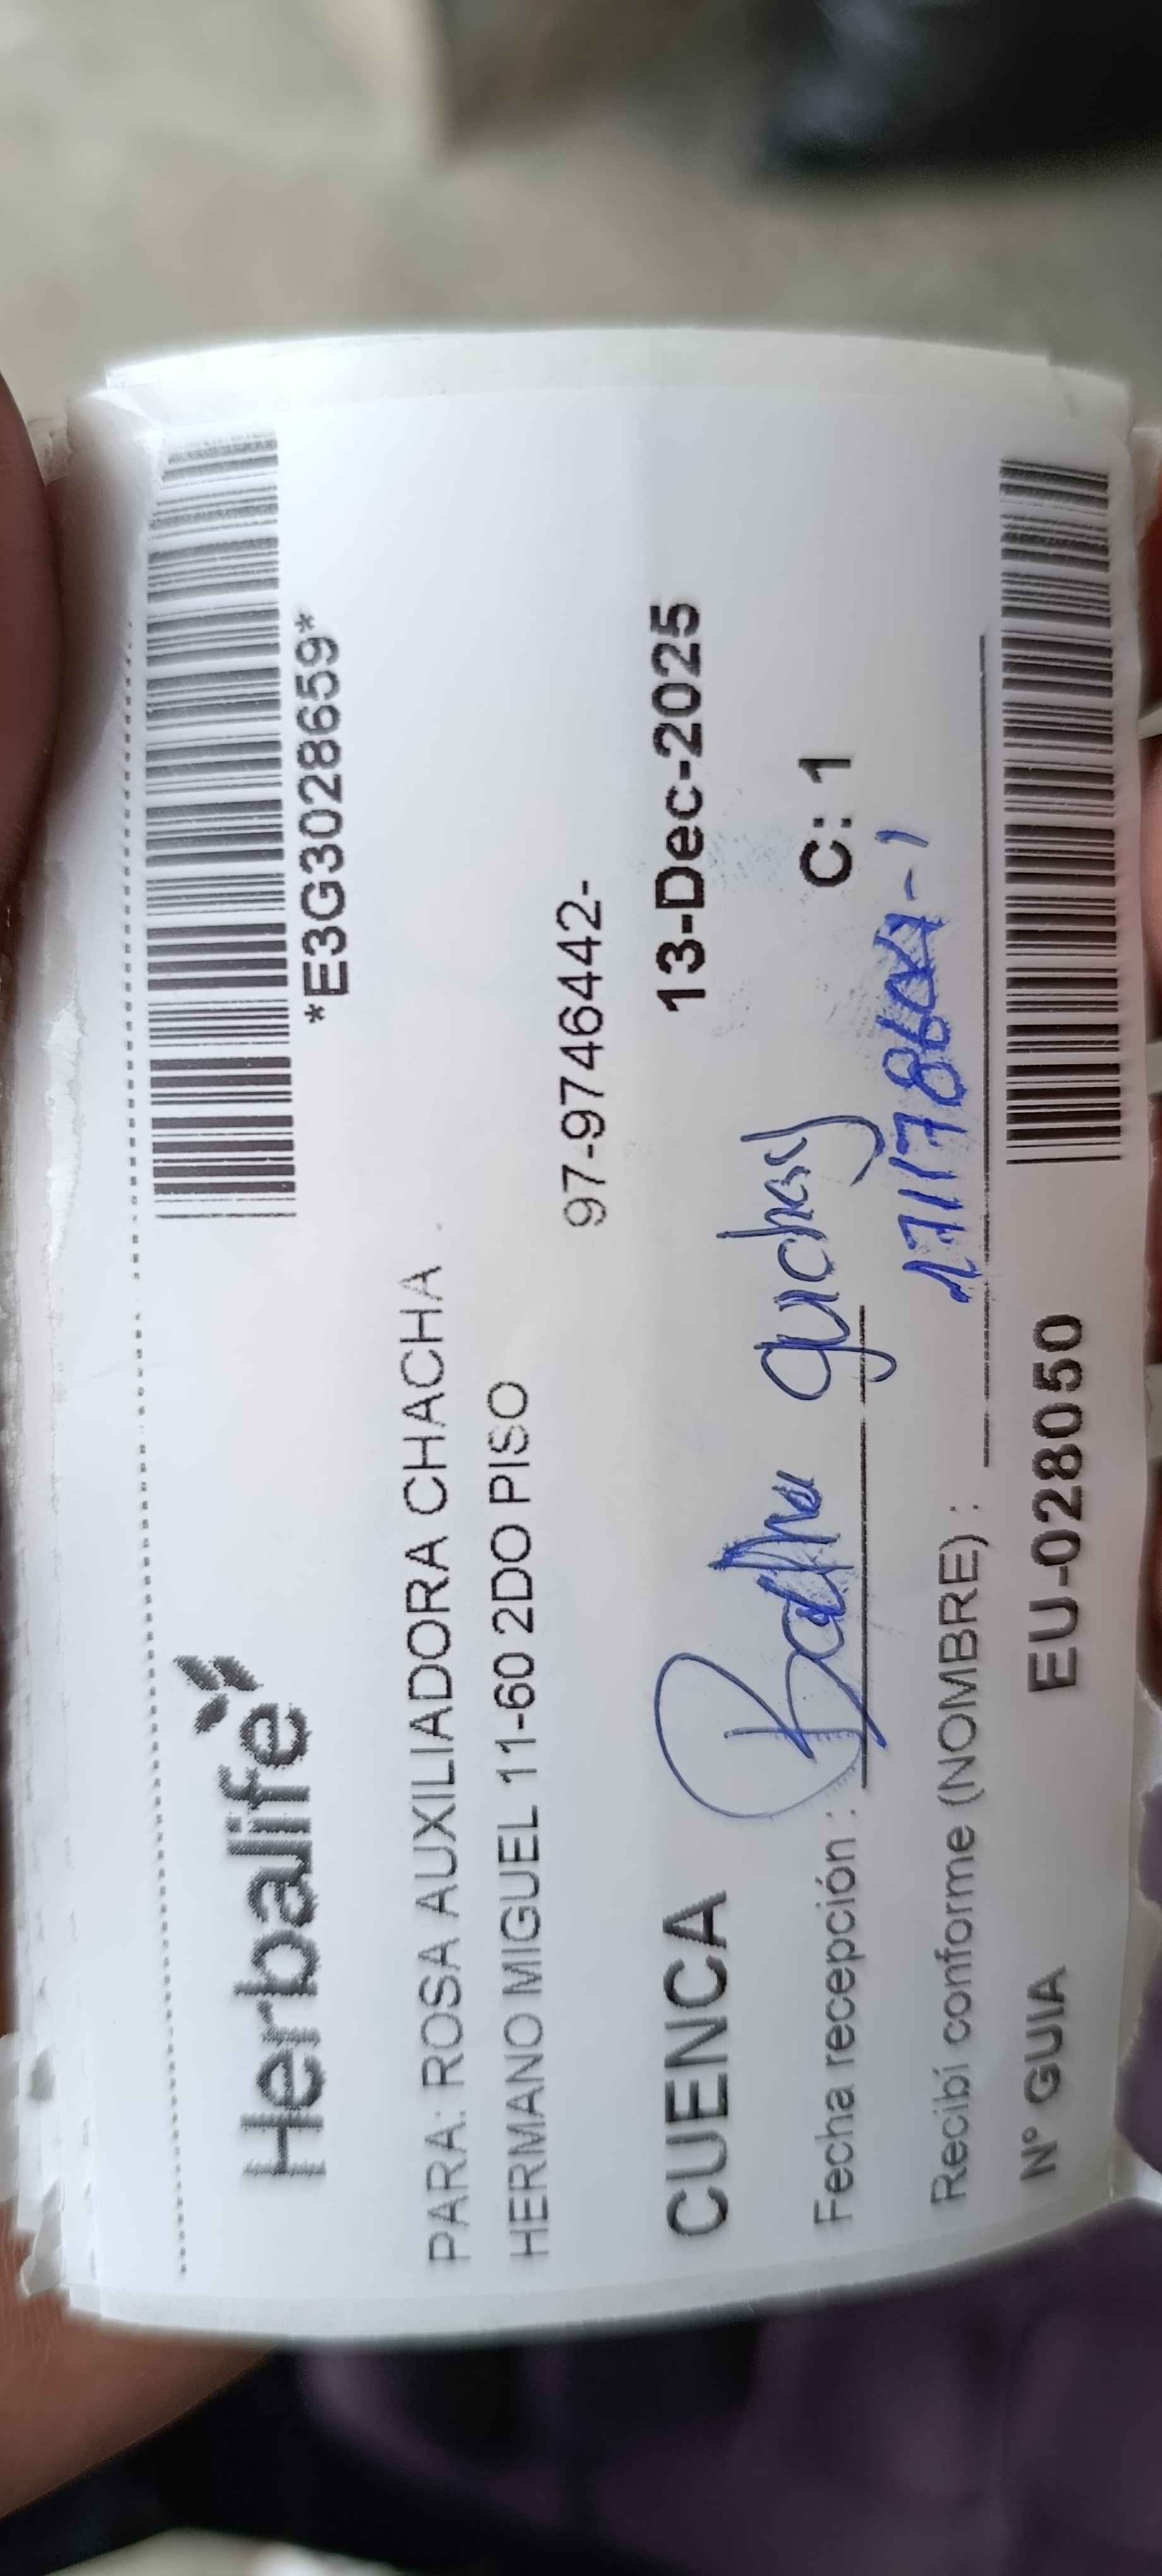 Herbalife
*E3G3028659*
PARA: ROSA AUXILIADORA CHACHA
HERMANO MIGUEL 11-60 2DO PISO
97-9746442-
CUENCA 13-Dec-2025
Fecha recepción : guchay C: 1
Recibí conforme (NOMBRE) :
N° GUIA EU-028050